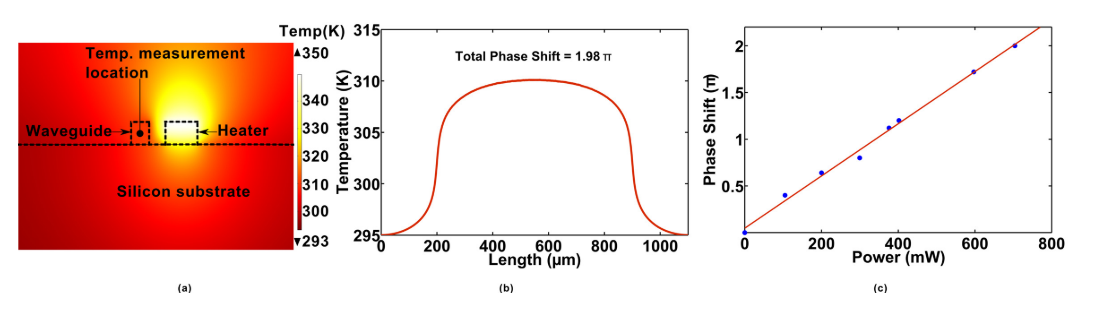 Temp(K)
Temp. measurement
location
Waveguide
Heater
Silicon substrate
350
340
330
320
310
300
293
(a)
Temperature (K)
315
310
305
300
295
Total Phase Shift = 1.98 π
0 200 400 600 800 1000
Length (μm)
(b)
Phase Shift (π)
2
1.5
1
0.5
0 200 400 600 800
Power (mW)
(c)